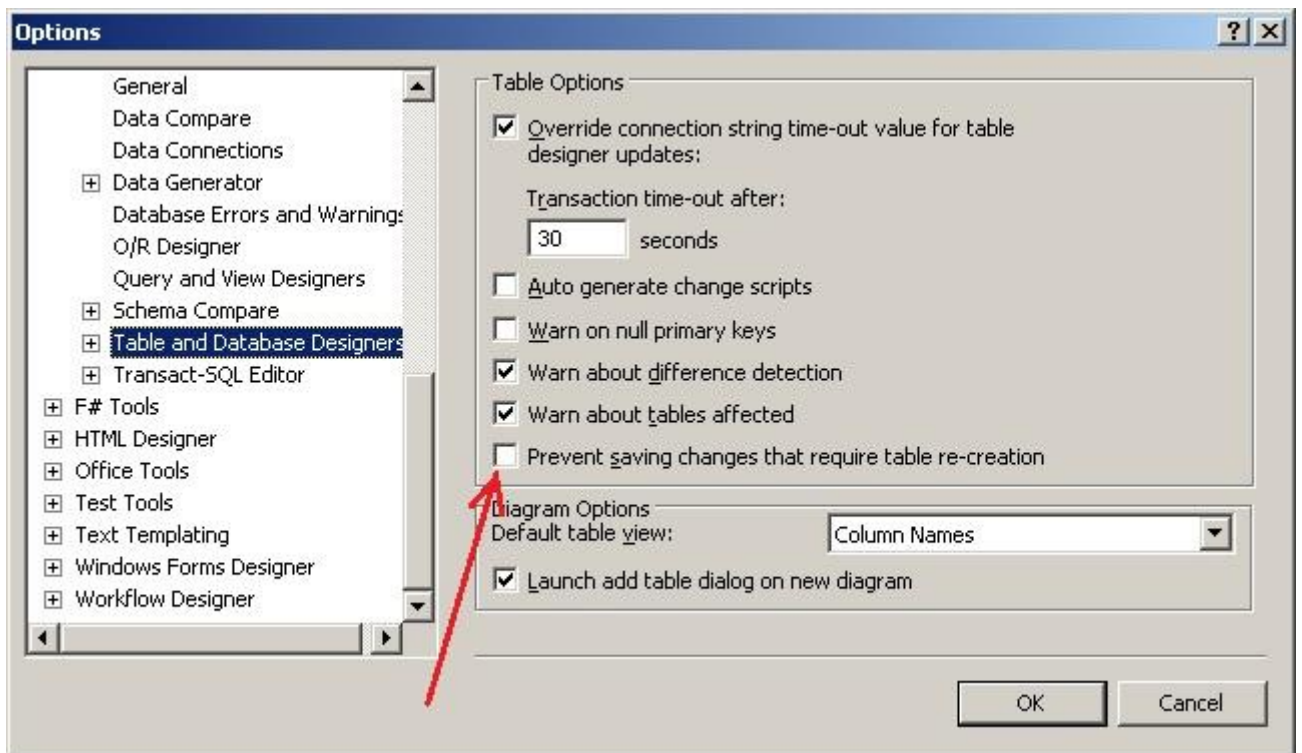 Options
General
Data Compare
Data Connections
Data Generator
Database Errors and Warnings
O/R Designer
Query and View Designers
Schema Compare
Table and Database Designers
Transact-SQL Editor
F# Tools
HTML Designer
Office Tools
Test Tools
Text Templating
Windows Forms Designer
Workflow Designer
Table Options
Override connection string time-out value for table
designer updates:
Transaction time-out after:
30 seconds
Auto generate change scripts
Warn on null primary keys
Warn about difference detection
Warn about tables affected
Prevent saving changes that require table re-creation
Diagram Options
Default table view: Column Names
Launch add table dialog on new diagram
OK Cancel